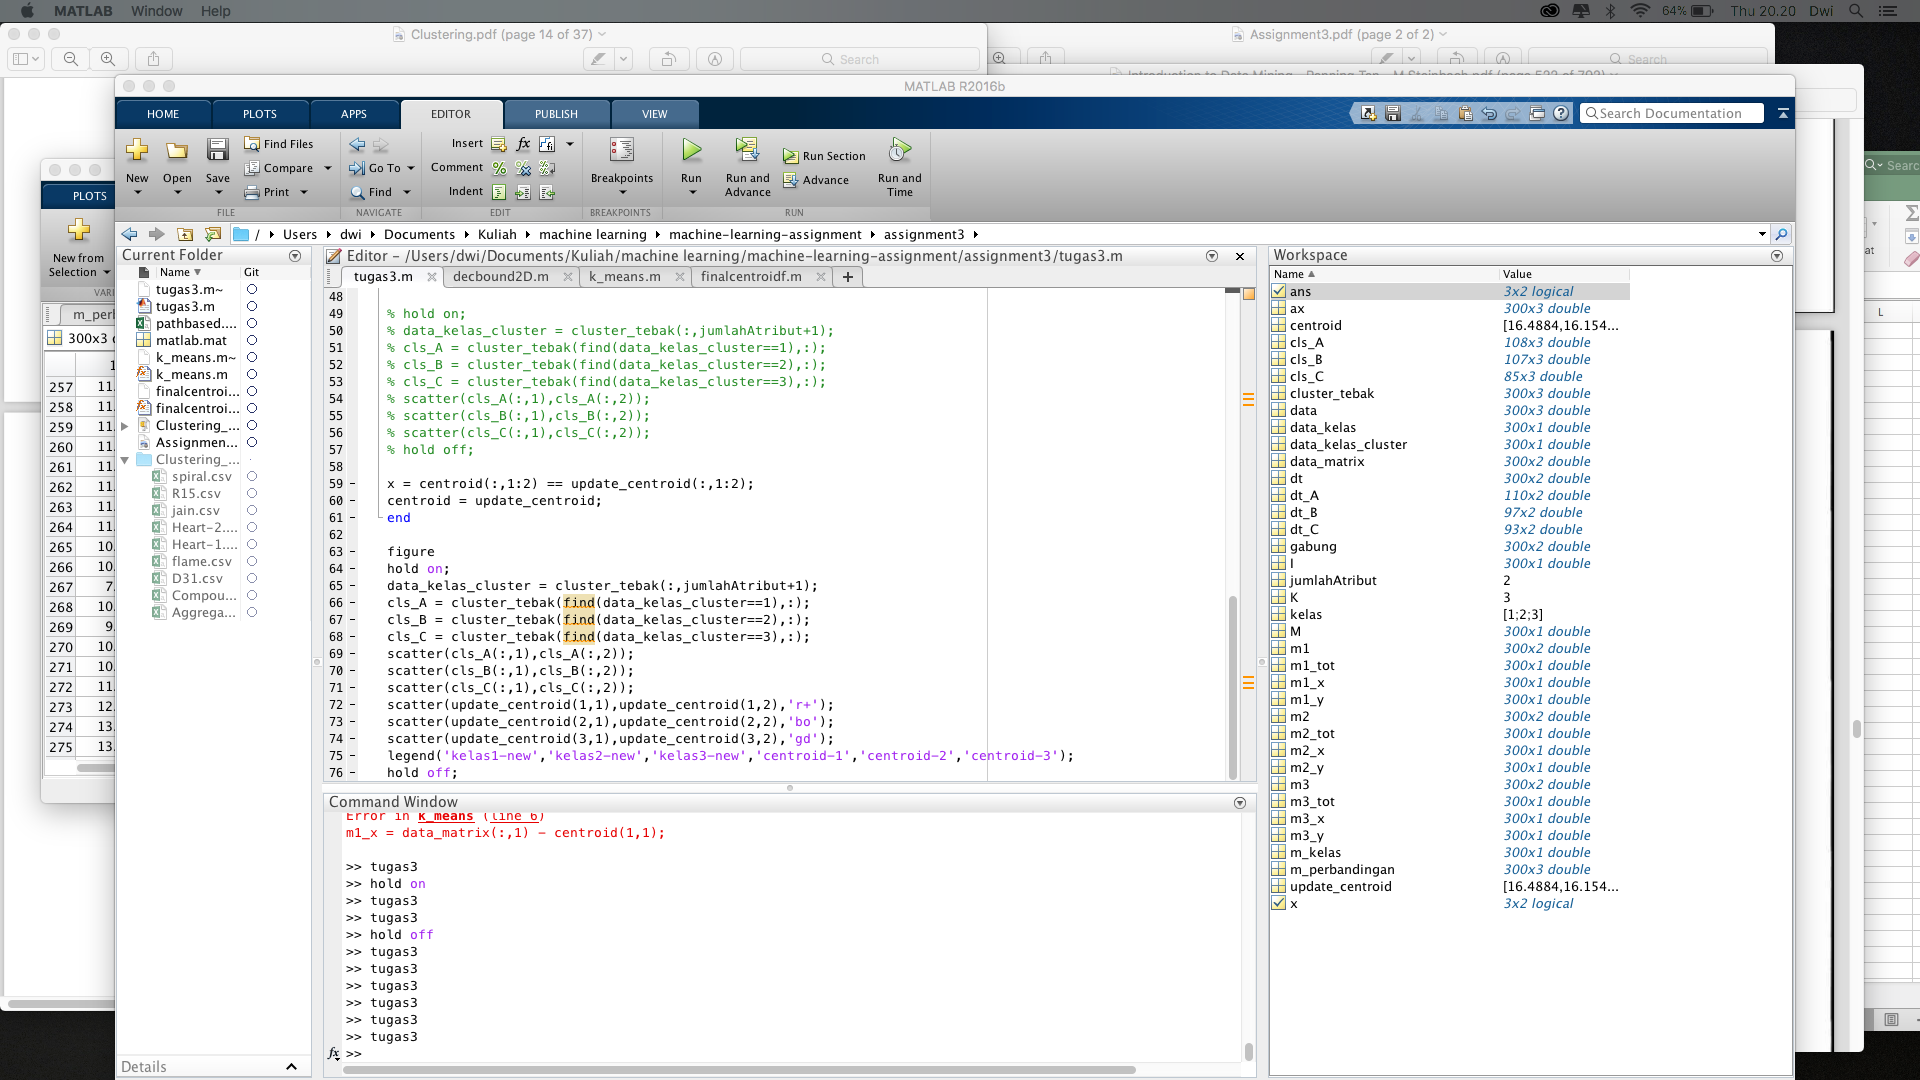 MATLAB Window Help
64% Thu 20.20 Dwi
Clustering.pdf (page 14 of 37)
Assignment3.pdf (page 2 of 2)
Search
Search
MATLAB R2016b
HOME PLOTS APPS EDITOR PUBLISH VIEW
Search Documentation
New Open Save
Find Files
Compare
Print
Go To
Find
Insert
Comment
Indent
Breakpoints
Run
Run and Advance
Run Section
Advance
Run and Time
FILE NAVIGATE EDIT BREAKPOINTS RUN
/ Users dwi Documents Kuliah machine learning machine-learning-assignment assignment3
PLOTS
New from
Selection
300x3
257 11.
258 11.
259 11.
260 11.
261 11.
262 11.
263 11.
264 11.
265 10.
266 10.
267 7.
268 10.
269 9.
270 10.
271 10.
272 11.
273 12.
274 13.
275 13.
Current Folder
Name Git
tugas3.m~
tugas3.m
pathbased....
matlab.mat
k_means.m~
k_means.m
finalcentroi...
finalcentroi...
Clustering_...
Assignmen...
Clustering_...
spiral.csv
R15.csv
jain.csv
Heart-2....
Heart-1....
flame.csv
D31.csv
Compou...
Aggrega...
Details
Editor - /Users/dwi/Documents/Kuliah/machine learning/machine-learning-assignment/assignment3/tugas3.m
tugas3.m decbound2D.m k_means.m finalcentroidf.m
48
49 % hold on;
50 % data_kelas_cluster = cluster_tebak(:,jumlahAtribut+1);
51 % cls_A = cluster_tebak(find(data_kelas_cluster==1),:);
52 % cls_B = cluster_tebak(find(data_kelas_cluster==2),:);
53 % cls_C = cluster_tebak(find(data_kelas_cluster==3),:);
54 % scatter(cls_A(:,1),cls_A(:,2));
55 % scatter(cls_B(:,1),cls_B(:,2));
56 % scatter(cls_C(:,1),cls_C(:,2));
57 % hold off;
58
59 - x = centroid(:,1:2) == update_centroid(:,1:2);
60 - centroid = update_centroid;
61 - end
62
63 - figure
64 - hold on;
65 - data_kelas_cluster = cluster_tebak(:,jumlahAtribut+1);
66 - cls_A = cluster_tebak(find(data_kelas_cluster==1),:);
67 - cls_B = cluster_tebak(find(data_kelas_cluster==2),:);
68 - cls_C = cluster_tebak(find(data_kelas_cluster==3),:);
69 - scatter(cls_A(:,1),cls_A(:,2));
70 - scatter(cls_B(:,1),cls_B(:,2));
71 - scatter(cls_C(:,1),cls_C(:,2));
72 - scatter(update_centroid(1,1),update_centroid(1,2),'r+');
73 - scatter(update_centroid(2,1),update_centroid(2,2),'bo');
74 - scatter(update_centroid(3,1),update_centroid(3,2),'gd');
75 - legend('kelas1-new','kelas2-new','kelas3-new','centroid-1','centroid-2','centroid-3');
76 - hold off;
Command Window
Error in k_means (line 6)
m1_x = data_matrix(:,1) - centroid(1,1);
>> tugas3
>> hold on
>> tugas3
>> tugas3
>> hold off
>> tugas3
>> tugas3
>> tugas3
>> tugas3
>> tugas3
>> tugas3
fx >>
Workspace
Name Value
ans 3x2 logical
ax 300x3 double
centroid [16.4884,16.154...
cls_A 108x3 double
cls_B 107x3 double
cls_C 85x3 double
cluster_tebak 300x3 double
data 300x3 double
data_kelas 300x1 double
data_kelas_cluster 300x1 double
data_matrix 300x2 double
dt 300x2 double
dt_A 110x2 double
dt_B 97x2 double
dt_C 93x2 double
gabung 300x2 double
I 300x1 double
jumlahAtribut 2
K 3
kelas [1;2;3]
M 300x1 double
m1 300x2 double
m1_tot 300x1 double
m1_x 300x1 double
m1_y 300x1 double
m2 300x2 double
m2_tot 300x1 double
m2_x 300x1 double
m2_y 300x1 double
m3 300x2 double
m3_tot 300x1 double
m3_x 300x1 double
m3_y 300x1 double
m_kelas 300x1 double
m_perbandingan 300x3 double
update_centroid [16.4884,16.154...
x 3x2 logical
L